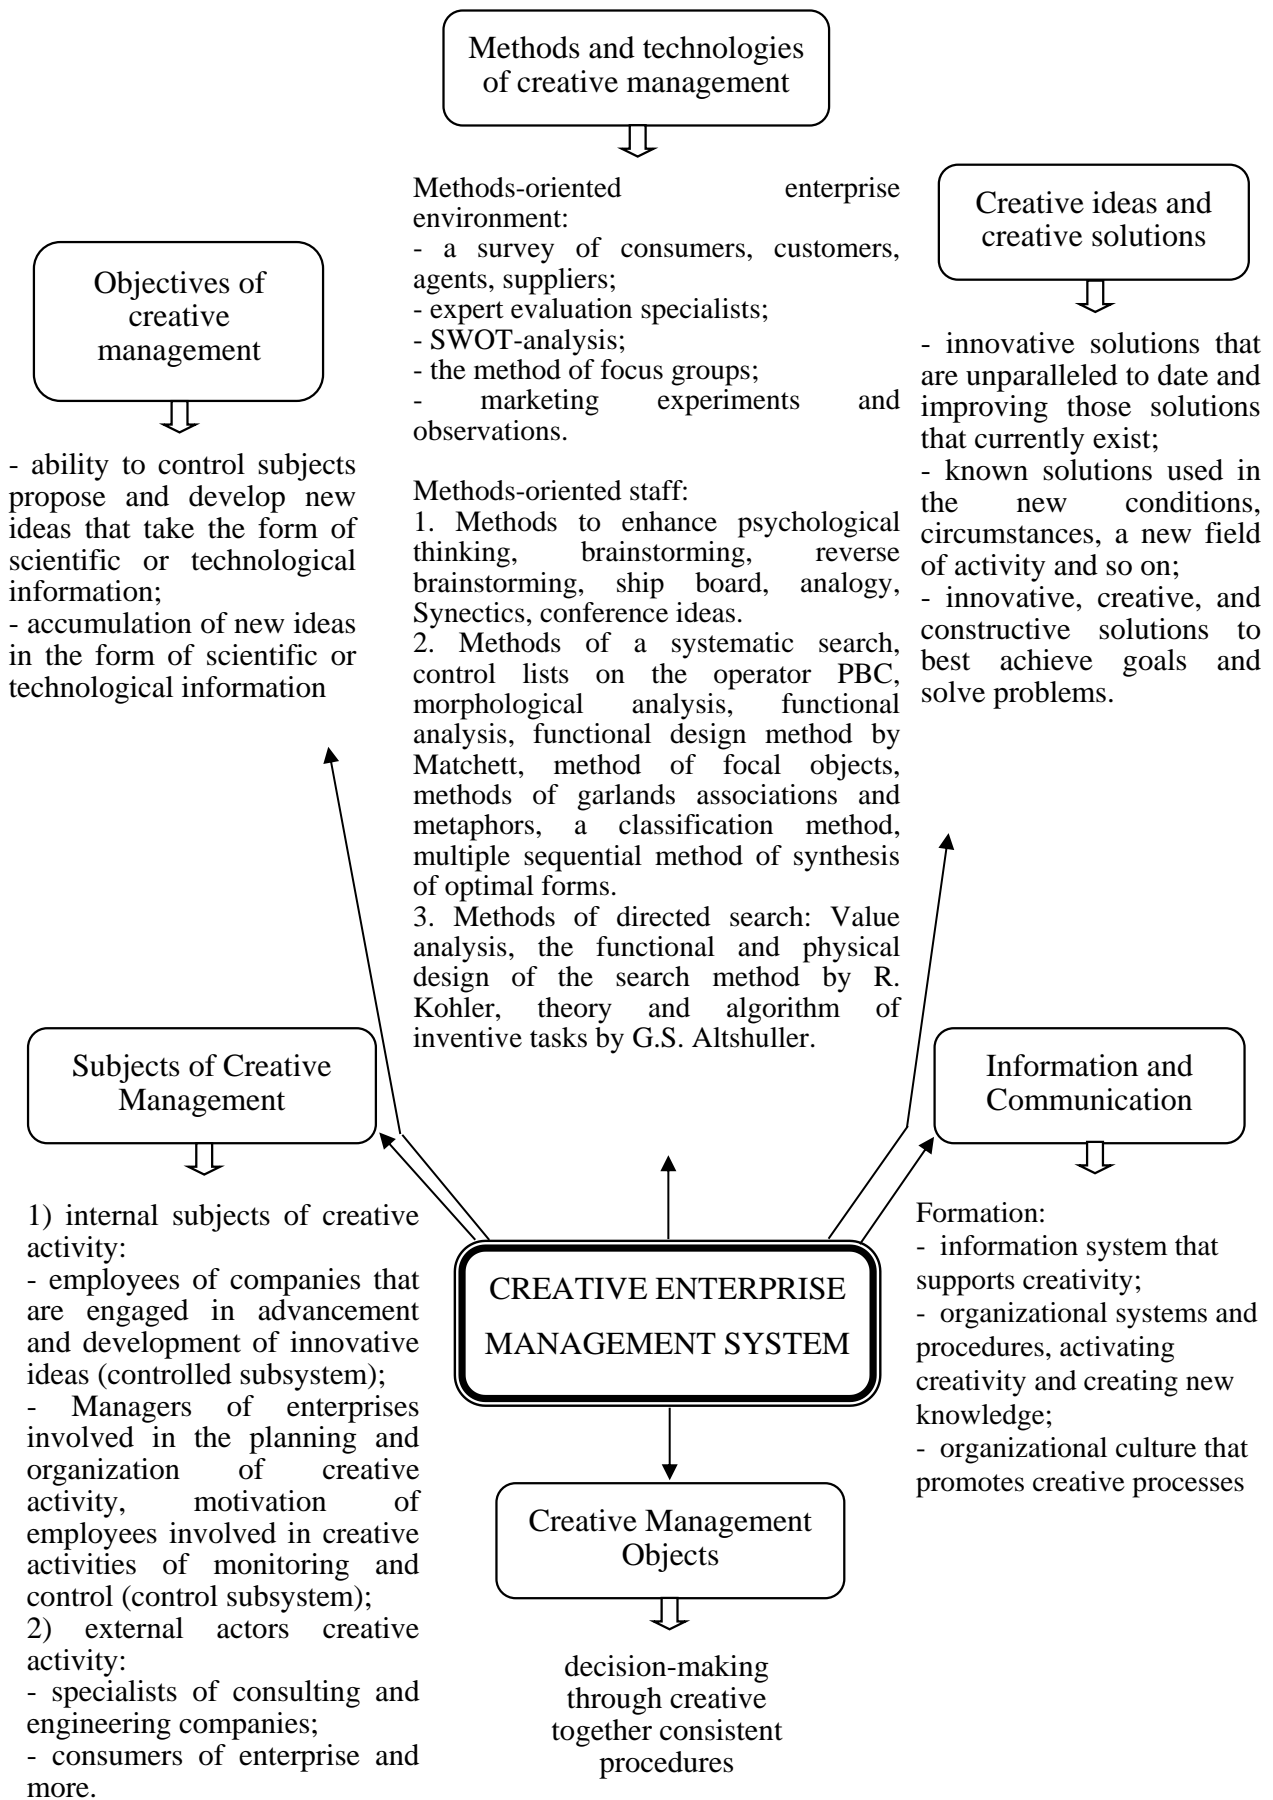 Methods and technologies
of creative management
Methods-oriented enterprise
environment:
- a survey of consumers, customers,
agents, suppliers;
- expert evaluation specialists;
- SWOT-analysis;
- the method of focus groups;
- marketing experiments and
observations.
Methods-oriented staff:
1. Methods to enhance psychological
thinking, brainstorming, reverse
brainstorming, ship board, analogy,
Synectics, conference ideas.
2. Methods of a systematic search,
control lists on the operator PBC,
morphological analysis, functional
analysis, functional design method by
Matchett, method of focal objects,
methods of garlands associations and
metaphors, a classification method,
multiple sequential method of synthesis
of optimal forms.
3. Methods of directed search: Value
analysis, the functional and physical
design of the search method by R.
Kohler, theory and algorithm of
inventive tasks by G.S. Altshuller.
Creative ideas and
creative solutions
- innovative solutions that
are unparalleled to date and
improving those solutions
that currently exist;
- known solutions used in
the new conditions,
circumstances, a new field
of activity and so on;
- innovative, creative, and
constructive solutions to
best achieve goals and
solve problems.
Objectives of
creative
management
- ability to control subjects
propose and develop new
ideas that take the form of
scientific or technological
information;
- accumulation of new ideas
in the form of scientific or
technological information
Subjects of Creative
Management
1) internal subjects of creative
activity:
- employees of companies that
are engaged in advancement
and development of innovative
ideas (controlled subsystem);
- Managers of enterprises
involved in the planning and
organization of creative
activity, motivation of
employees involved in creative
activities of monitoring and
control (control subsystem);
2) external actors creative
activity:
- specialists of consulting and
engineering companies;
- consumers of enterprise and
more.
CREATIVE ENTERPRISE
MANAGEMENT SYSTEM
Creative Management
Objects
decision-making
through creative
together consistent
procedures
Information and
Communication
Formation:
- information system that
supports creativity;
- organizational systems and
procedures, activating
creativity and creating new
knowledge;
- organizational culture that
promotes creative processes